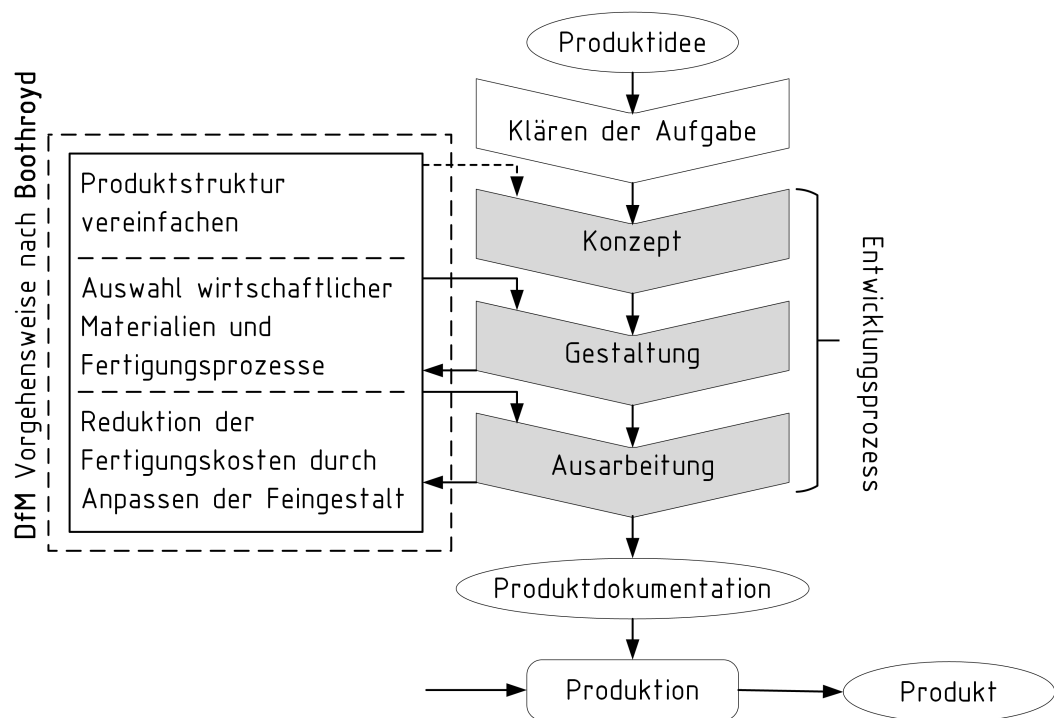 Produktidee
Klären der Aufgabe
DfM Vorgehensweise nach Boothroyd
Produktstruktur
vereinfachen
Auswahl wirtschaftlicher
Materialien und
Fertigungsprozesse
Reduktion der
Fertigungskosten durch
Anpassen der Feingestalt
Konzept
Gestaltung
Ausarbeitung
Entwicklungsprozess
Produktdokumentation
Produktion
Produkt